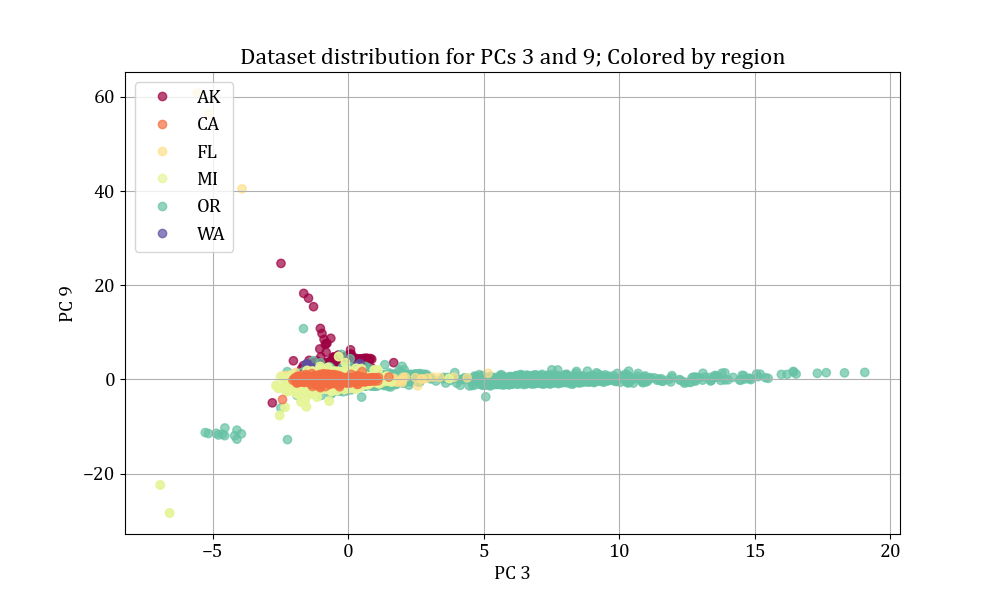 Dataset distribution for PCs 3 and 9; Colored by region
60
40
20
0
−20
PC 9
AK
CA
FL
MI
OR
WA
−5
0
5
10
15
20
PC 3